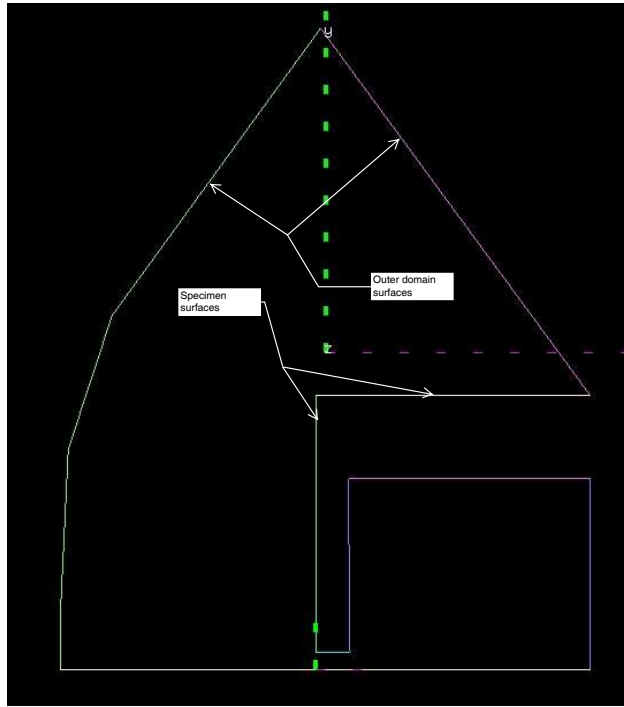 y
Outer domain
surfaces
Specimen
surfaces
z